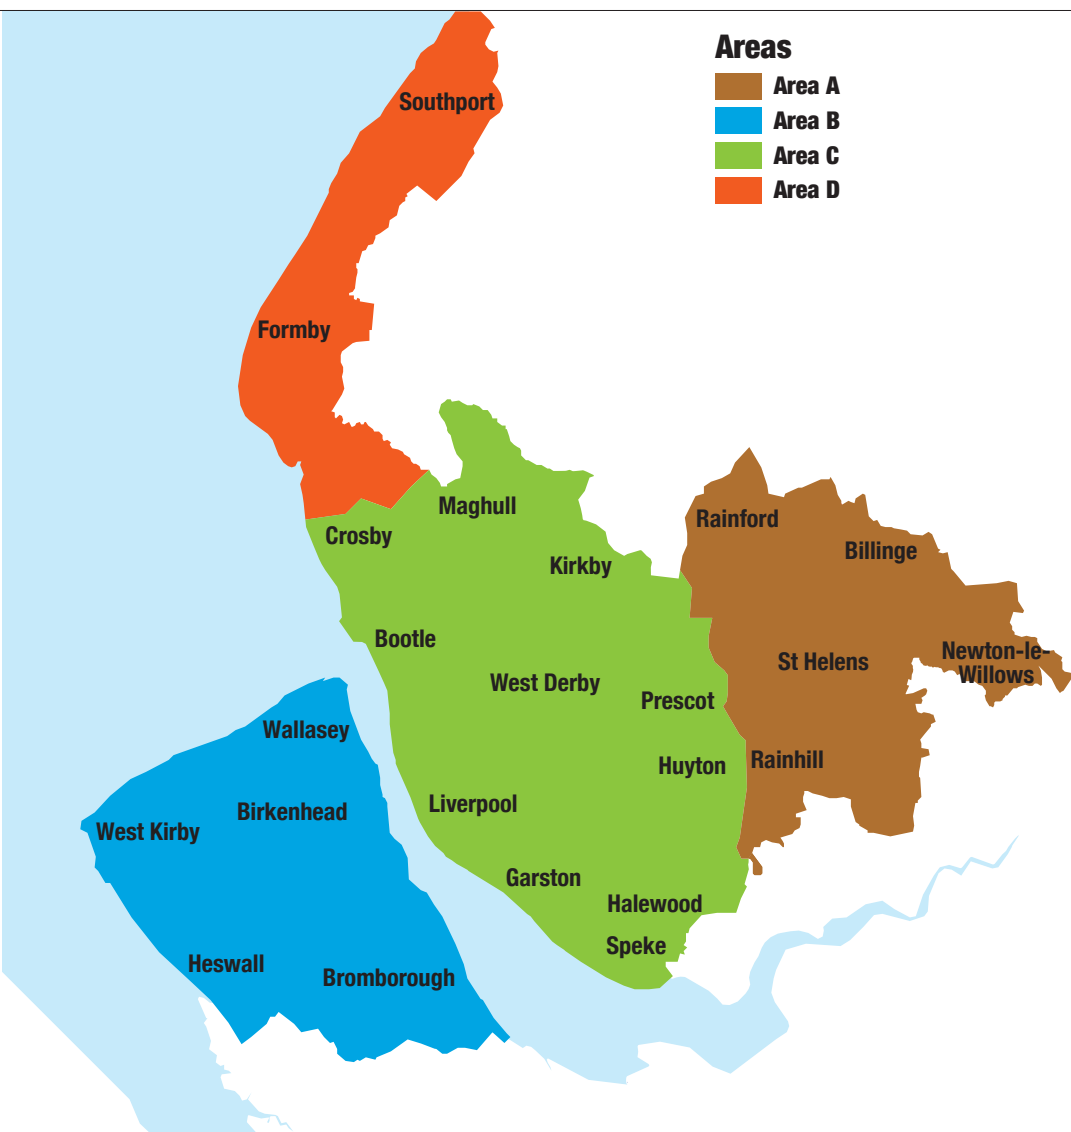 Areas
Area A
Area B
Area C
Area D
Southport
Formby
Maghull
Crosby
Kirkby
Rainford
Billinge
Bootle
West Derby
Prescot
St Helens
Newton-le-
Willows
Wallasey
Huyton
Rainhill
Birkenhead
West Kirby
Liverpool
Garston
Halewood
Speke
Heswall
Bromborough